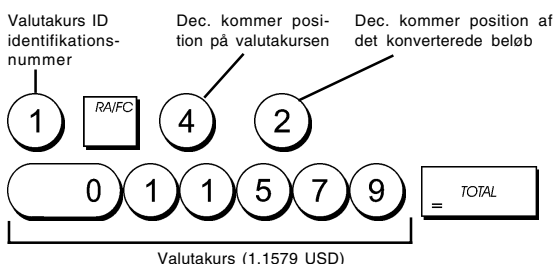 Valutakurs ID
identifikations-
nummer
Dec. kommer posi-
tion på valutakursen
Dec. kommer position af
det konverterede beløb
1 RA/FC 4 2
0 1 1 5 7 9 = TOTAL
Valutakurs (1.1579 USD)